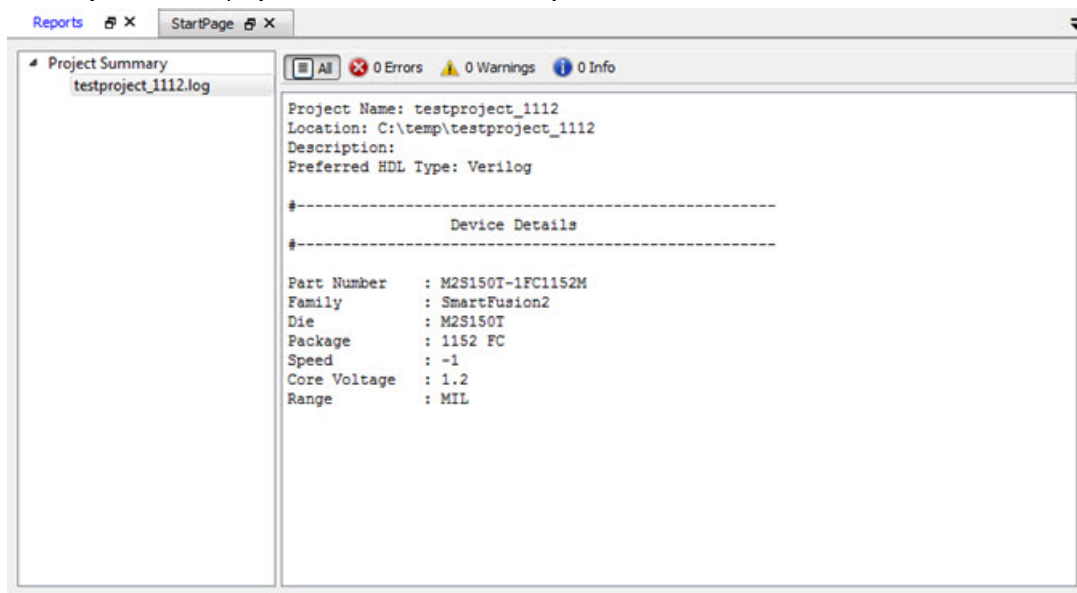 Reports StartPage
Project Summary
testproject_1112.log
All 0 Errors 0 Warnings 0 Info
Project Name: testproject_1112
Location: C:\temp\testproject_1112
Description:
Preferred HDL Type: Verilog
#-----------------------------------------------------
Device Details
#-----------------------------------------------------
Part Number : M2S150T-1FC1152M
Family : SmartFusion2
Die : M2S150T
Package : 1152 FC
Speed : -1
Core Voltage : 1.2
Range : MIL